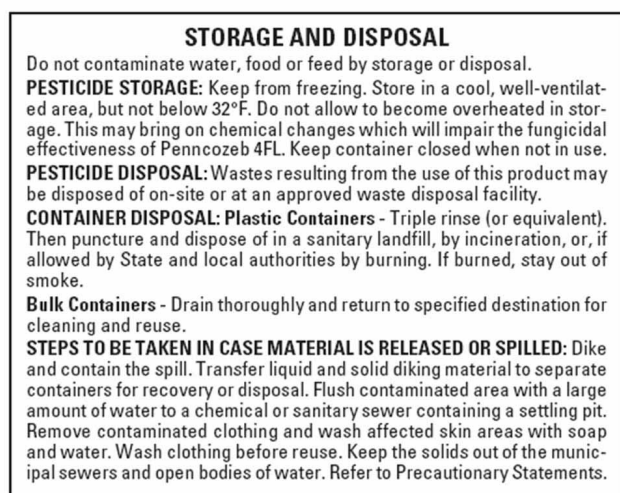 STORAGE AND DISPOSAL
Do not contaminate water, food or feed by storage or disposal.
PESTICIDE STORAGE: Keep from freezing. Store in a cool, well-ventilat-
ed area, but not below 32°F. Do not allow to become overheated in stor-
age. This may bring on chemical changes which will impair the fungicidal
effectiveness of Penncozeb 4FL. Keep container closed when not in use.
PESTICIDE DISPOSAL: Wastes resulting from the use of this product may
be disposed of on-site or at an approved waste disposal facility.
CONTAINER DISPOSAL: Plastic Containers - Triple rinse (or equivalent).
Then puncture and dispose of in a sanitary landfill, by incineration, or, if
allowed by State and local authorities by burning. If burned, stay out of
smoke.
Bulk Containers - Drain thoroughly and return to specified destination for
cleaning and reuse.
STEPS TO BE TAKEN IN CASE MATERIAL IS RELEASED OR SPILLED: Dike
and contain the spill. Transfer liquid and solid diking material to separate
containers for recovery or disposal. Flush contaminated area with a large
amount of water to a chemical or sanitary sewer containing a settling pit.
Remove contaminated clothing and wash affected skin areas with soap
and water. Wash clothing before reuse. Keep the solids out of the munic-
ipal sewers and open bodies of water. Refer to Precautionary Statements.